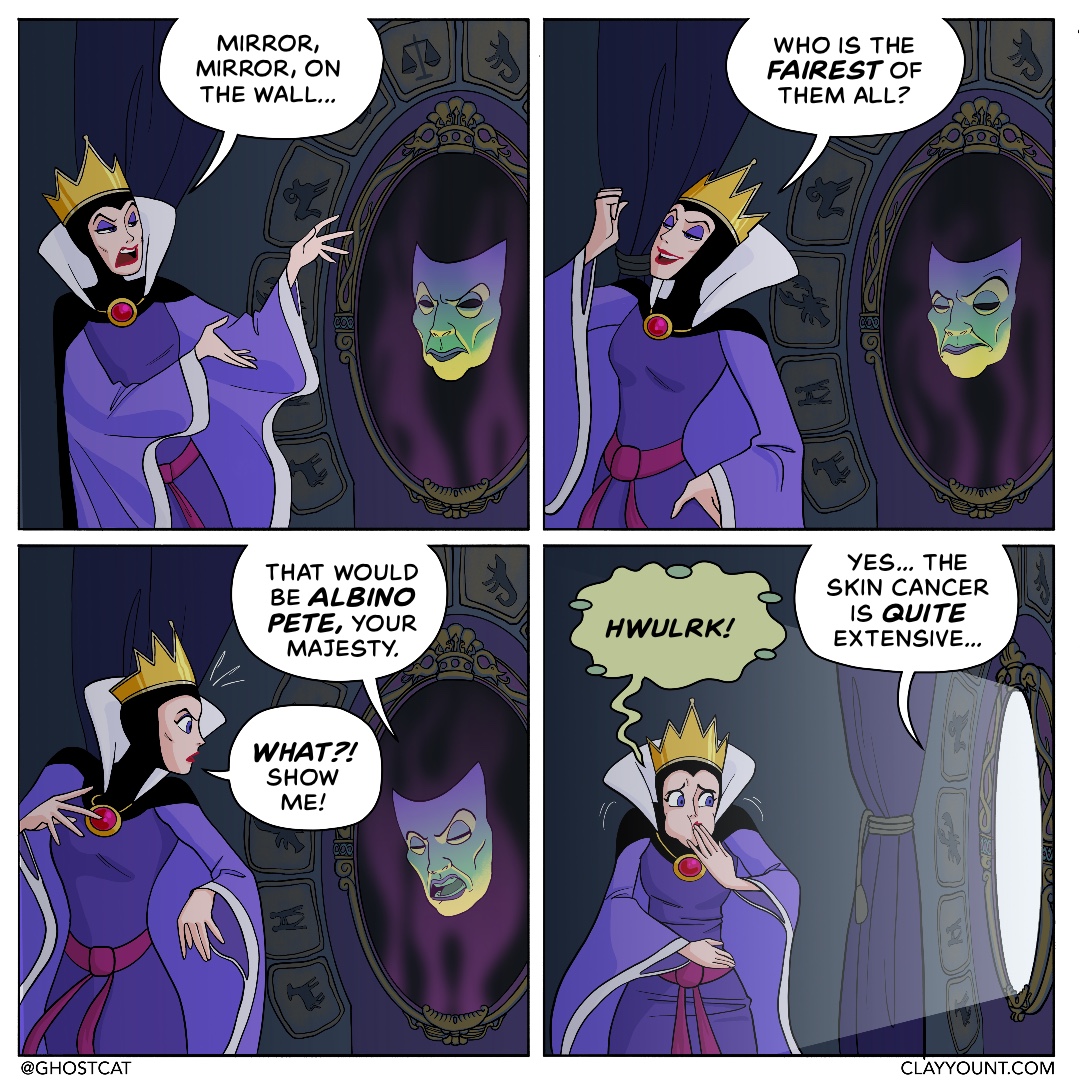 MIRROR,
MIRROR, ON
THE WALL...
WHO IS THE
FAIREST OF
THEM ALL?
THAT WOULD
BE ALBINO
PETE, YOUR
MAJESTY.
WHAT?!
SHOW
ME!
HWULRK!
YES... THE
SKIN CANCER
IS QUITE
EXTENSIVE...
@GHOSTCAT
CLAYYOUNT.COM